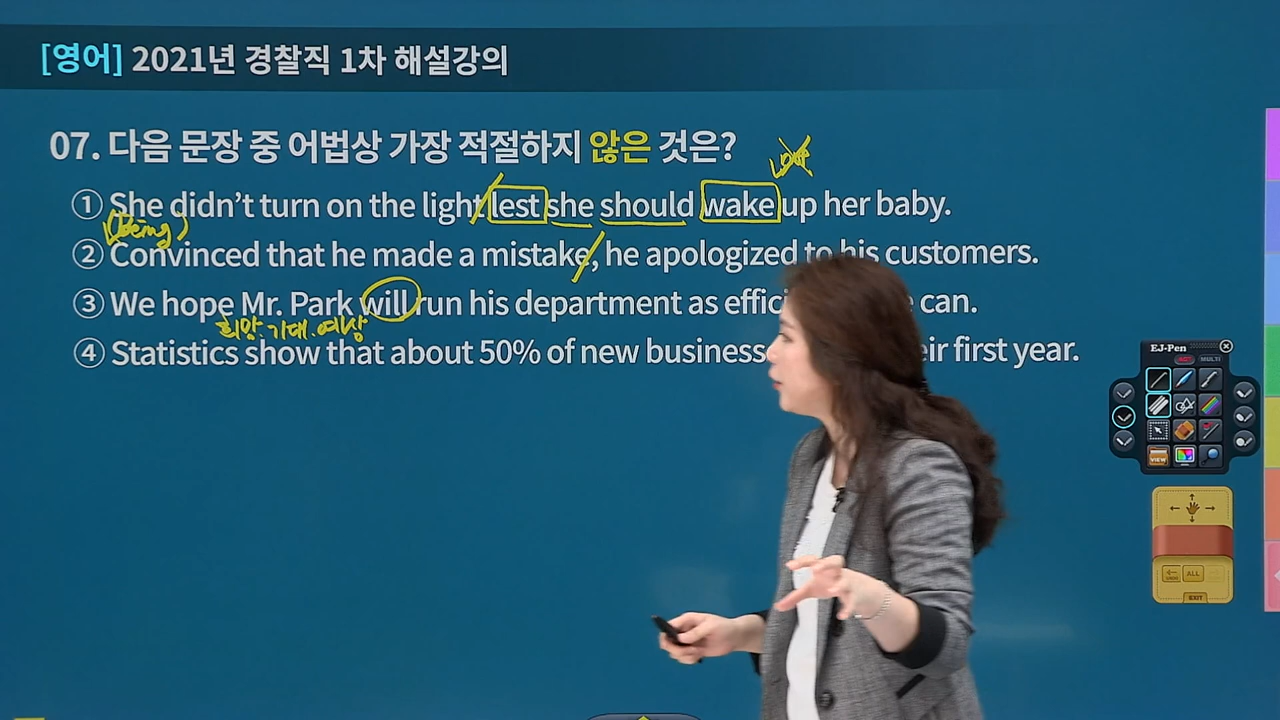 [영어] 2021년 경찰직 1차 해설강의
07. 다음 문장 중 어법상 가장 적절하지 않은 것은?
① She didn't turn on the light lest she should wake up her baby.
(Being)
② Convinced that he made a mistake, he apologized to his customers.
③ We hope Mr. Park will run his department as can.
희망.기대.예상
④ Statistics show that about 50% of new business first year.
EJ-Pen
MULTI
VIEW
ALL
EXIT